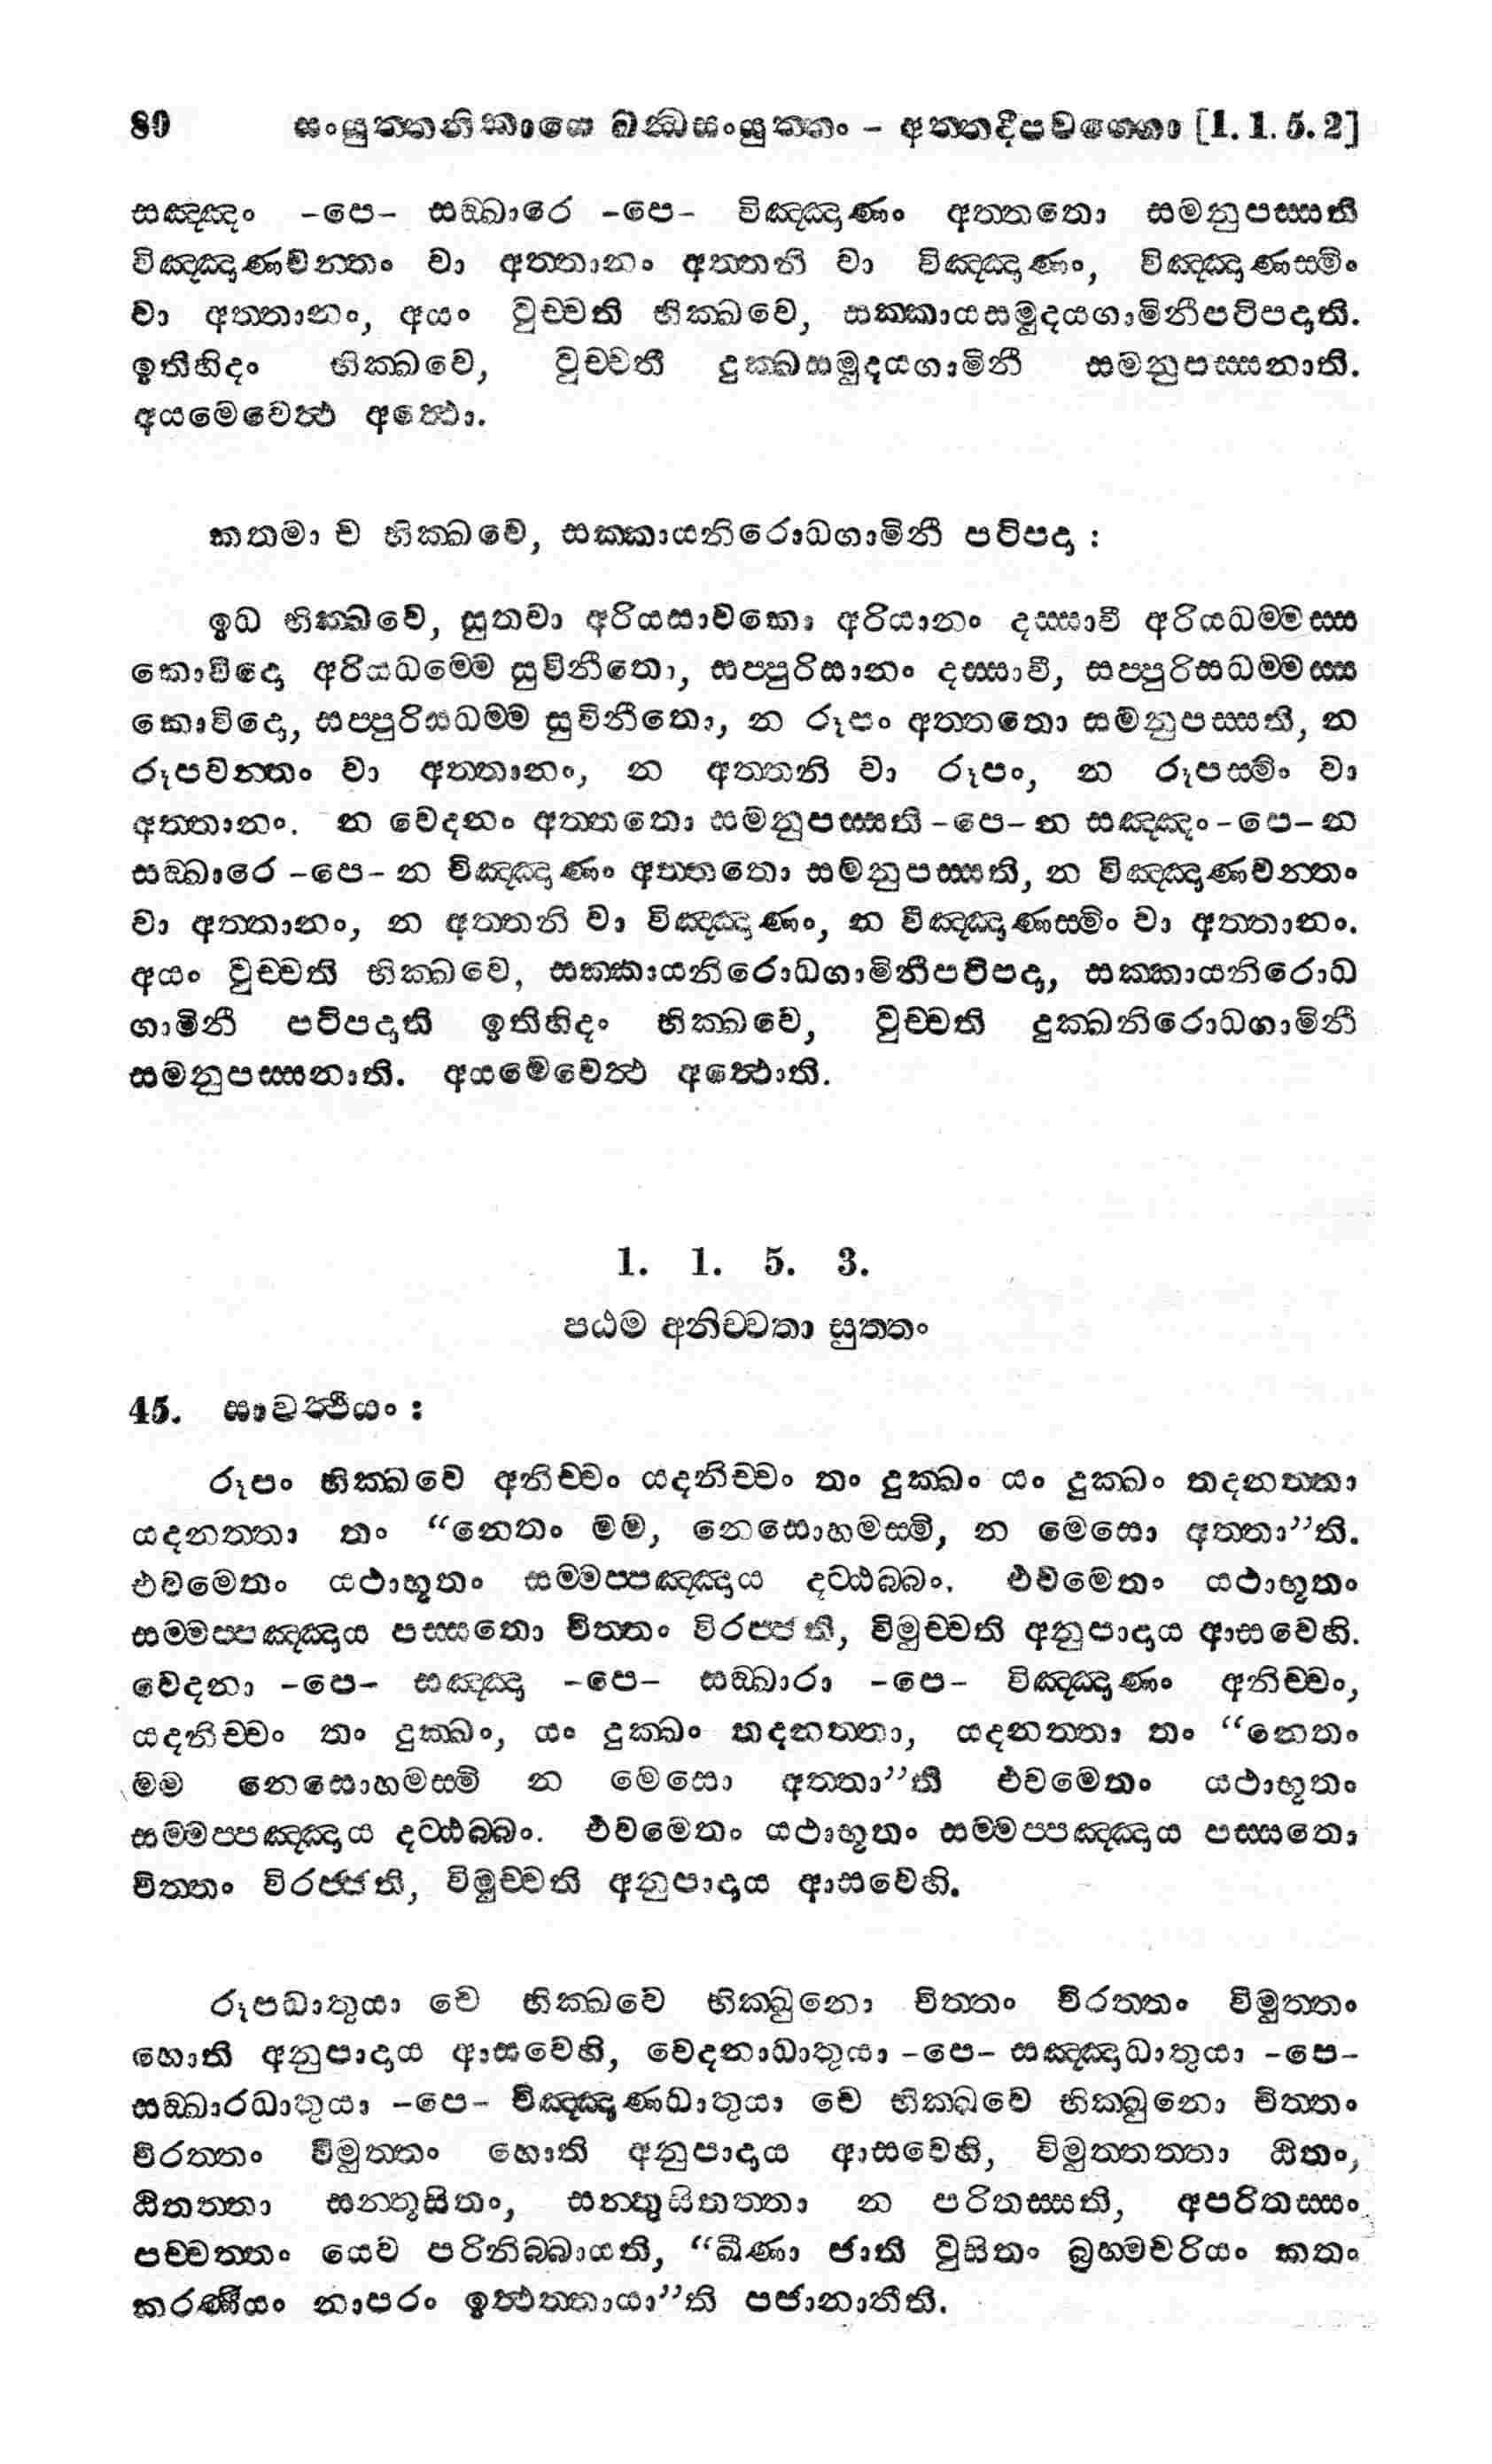 80 සංයුත්තනිකායෙ ඛන්ධසංයුත්තං - අත්තදීපවග්ගො [1. 1. 5. 2]
සඤ්ඤං -පෙ- සඞ්ඛාරෙ -පෙ- විඤ්ඤාණං අත්තතො සමනුපස්සති
විඤ්ඤාණවන්තං වා අත්තානං අත්තනි වා විඤ්ඤාණං, විඤ්ඤාණස්මිං
වා අත්තානං, අයං වුච්චති භික්ඛවෙ, සක්කායසමුදයගාමිනීපටිපදාති.
ඉතිහිදං භික්ඛවෙ, වුච්චති දුක්ඛසමුදයගාමිනී සමනුපස්සනාති.
අයමෙවෙත්ථ අත්ථො.
කතමා ච භික්ඛවෙ, සක්කායනිරොධගාමිනී පටිපදා :
ඉධ භික්ඛවෙ, සුතවා අරියසාවකො අරියානං දස්සාවී අරියධම්මස්ස
කොවිදො අරියධම්මෙ සුවිනීතො, සප්පුරිසානං දස්සාවී, සප්පුරිසධම්මස්ස
කොවිදො, සප්පුරිසධම්ම සුවිනීතො, න රූපං අත්තතො සමනුපස්සති, න
රූපවන්තං වා අත්තානං, න අත්තනි වා රූපං, න රූපස්මිං වා
අත්තානං. න වෙදනං අත්තතො සමනුපස්සති -පෙ- න සඤ්ඤං -පෙ- න
සඞ්ඛාරෙ -පෙ- න විඤ්ඤාණං අත්තතො සමනුපස්සති, න විඤ්ඤාණවන්තං
වා අත්තානං, න අත්තනි වා විඤ්ඤාණං, න විඤ්ඤාණස්මිං වා අත්තානං.
අයං වුච්චති භික්ඛවෙ, සක්කායනිරොධගාමිනීපටිපදා, සක්කායනිරොධ
ගාමිනී පටිපදාති ඉතිහිදං භික්ඛවෙ, වුච්චති දුක්ඛනිරොධගාමිනී
සමනුපස්සනාති. අයමෙවෙත්ථ අත්ථොති.
1. 1. 5. 3.
පඨම අනිච්චතා සුත්තං
45. සාවත්ථියං :
රූපං භික්ඛවෙ අනිච්චං යදනිච්චං තං දුක්ඛං යං දුක්ඛං තදනත්තා
යදනත්තා තං “නෙතං මම, නෙසොහමස්මි, න මෙසො අත්තා”ති.
එවමෙතං යථාභූතං සම්මප්පඤ්ඤාය දට්ඨබ්බං. එවමෙතං යථාභූතං
සම්මප්පඤ්ඤාය පස්සතො චිත්තං විරජ්ජති, විමුච්චති අනුපාදාය ආසවෙහි.
වෙදනා -පෙ- සඤ්ඤා -පෙ- සඞ්ඛාරා -පෙ- විඤ්ඤාණං අනිච්චං,
යදනිච්චං තං දුක්ඛං, යං දුක්ඛං තදනත්තා, යදනත්තා තං “නෙතං
මම නෙසොහමස්මි න මෙසො අත්තා”ති එවමෙතං යථාභූතං
සම්මප්පඤ්ඤාය දට්ඨබ්බං. එවමෙතං යථාභූතං සම්මප්පඤ්ඤාය පස්සතො
චිත්තං විරජ්ජති, විමුච්චති අනුපාදාය ආසවෙහි.
රූපධාතුයා චෙ භික්ඛවෙ භික්ඛුනො චිත්තං විරත්තං විමුත්තං
හොති අනුපාදාය ආසවෙහි, වෙදනාධාතුයා -පෙ- සඤ්ඤාධාතුයා -පෙ-
සඞ්ඛාරධාතුයා -පෙ- විඤ්ඤාණධාතුයා චෙ භික්ඛවෙ භික්ඛුනො චිත්තං
විරත්තං විමුත්තං හොති අනුපාදාය ආසවෙහි, විමුත්තත්තා ඨිතං,
ඨිතත්තා සන්තුසිතං, සන්තුසිතත්තා න පරිතස්සති, අපරිතස්සං
පච්චත්තං යෙව පරිනිබ්බායති, “ඛීණා ජාති වුසිතං බ්‍රහ්මචරියං කතං
කරණීයං නාපරං ඉත්ථත්තායා”ති පජානාතීති.